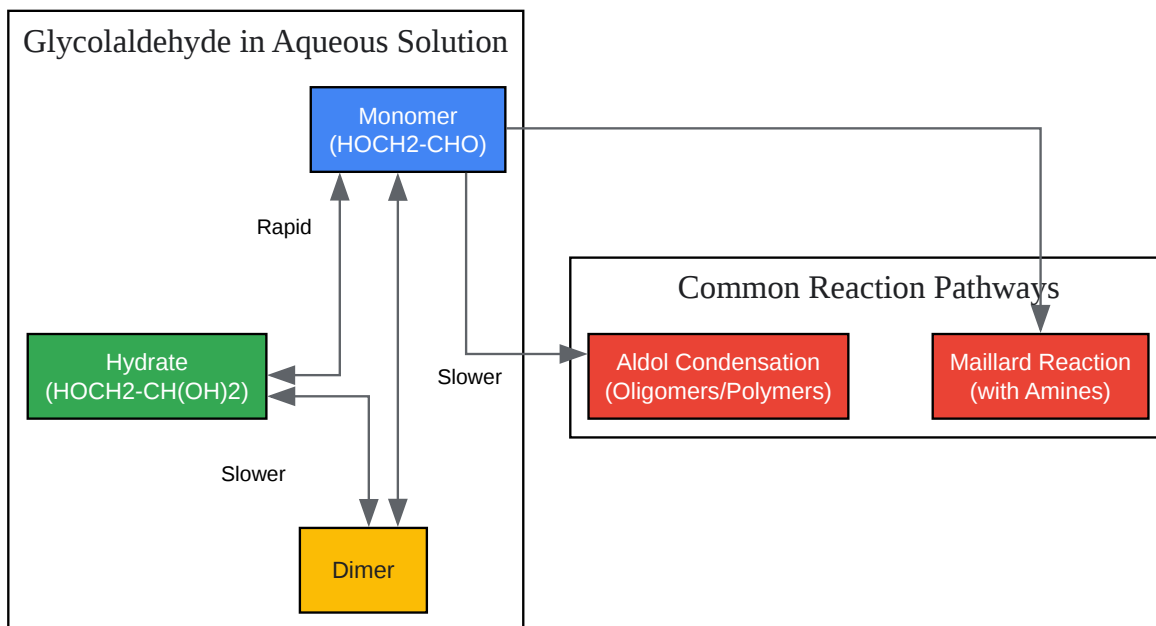 Glycolaldehyde in Aqueous Solution
Monomer
(HOCH2-CHO)
Rapid
Common Reaction Pathways
Hydrate
(HOCH2-CH(OH)2)
Slower
Aldol Condensation
(Oligomers/Polymers)
Maillard Reaction
(with Amines)
Slower
Dimer